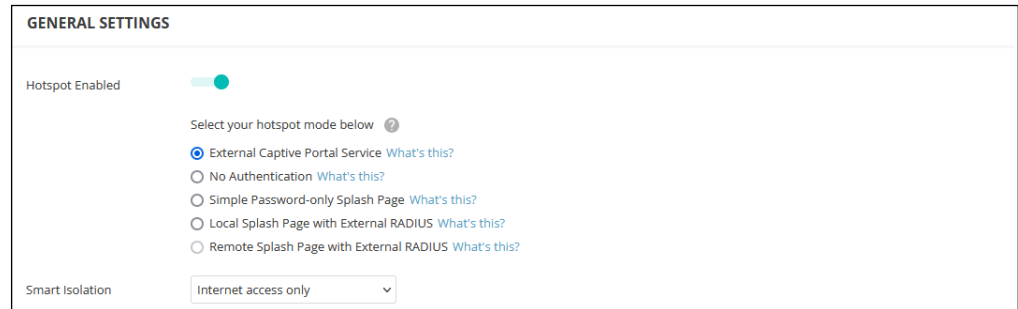 GENERAL SETTINGS
Hotspot Enabled
Select your hotspot mode below ?
External Captive Portal Service What's this?
No Authentication What's this?
Simple Password-only Splash Page What's this?
Local Splash Page with External RADIUS What's this?
Remote Splash Page with External RADIUS What's this?
Smart Isolation Internet access only